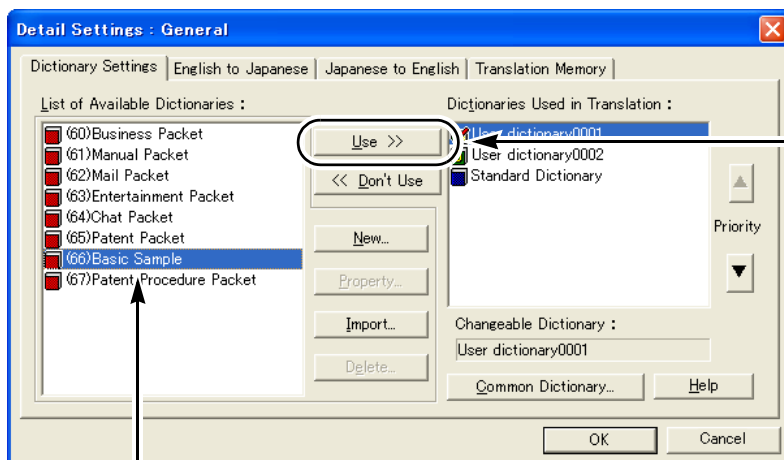 Detail Settings : General
Dictionary Settings English to Japanese Japanese to English Translation Memory
List of Available Dictionaries :
(60)Business Packet
(61)Manual Packet
(62)Mail Packet
(63)Entertainment Packet
(64)Chat Packet
(65)Patent Packet
(66)Basic Sample
(67)Patent Procedure Packet
Use >>
<< Don't Use
New...
Property...
Import...
Delete...
Dictionaries Used in Translation :
User dictionary0001
User dictionary0002
Standard Dictionary
Priority
Changeable Dictionary :
User dictionary0001
Common Dictionary... Help
OK Cancel